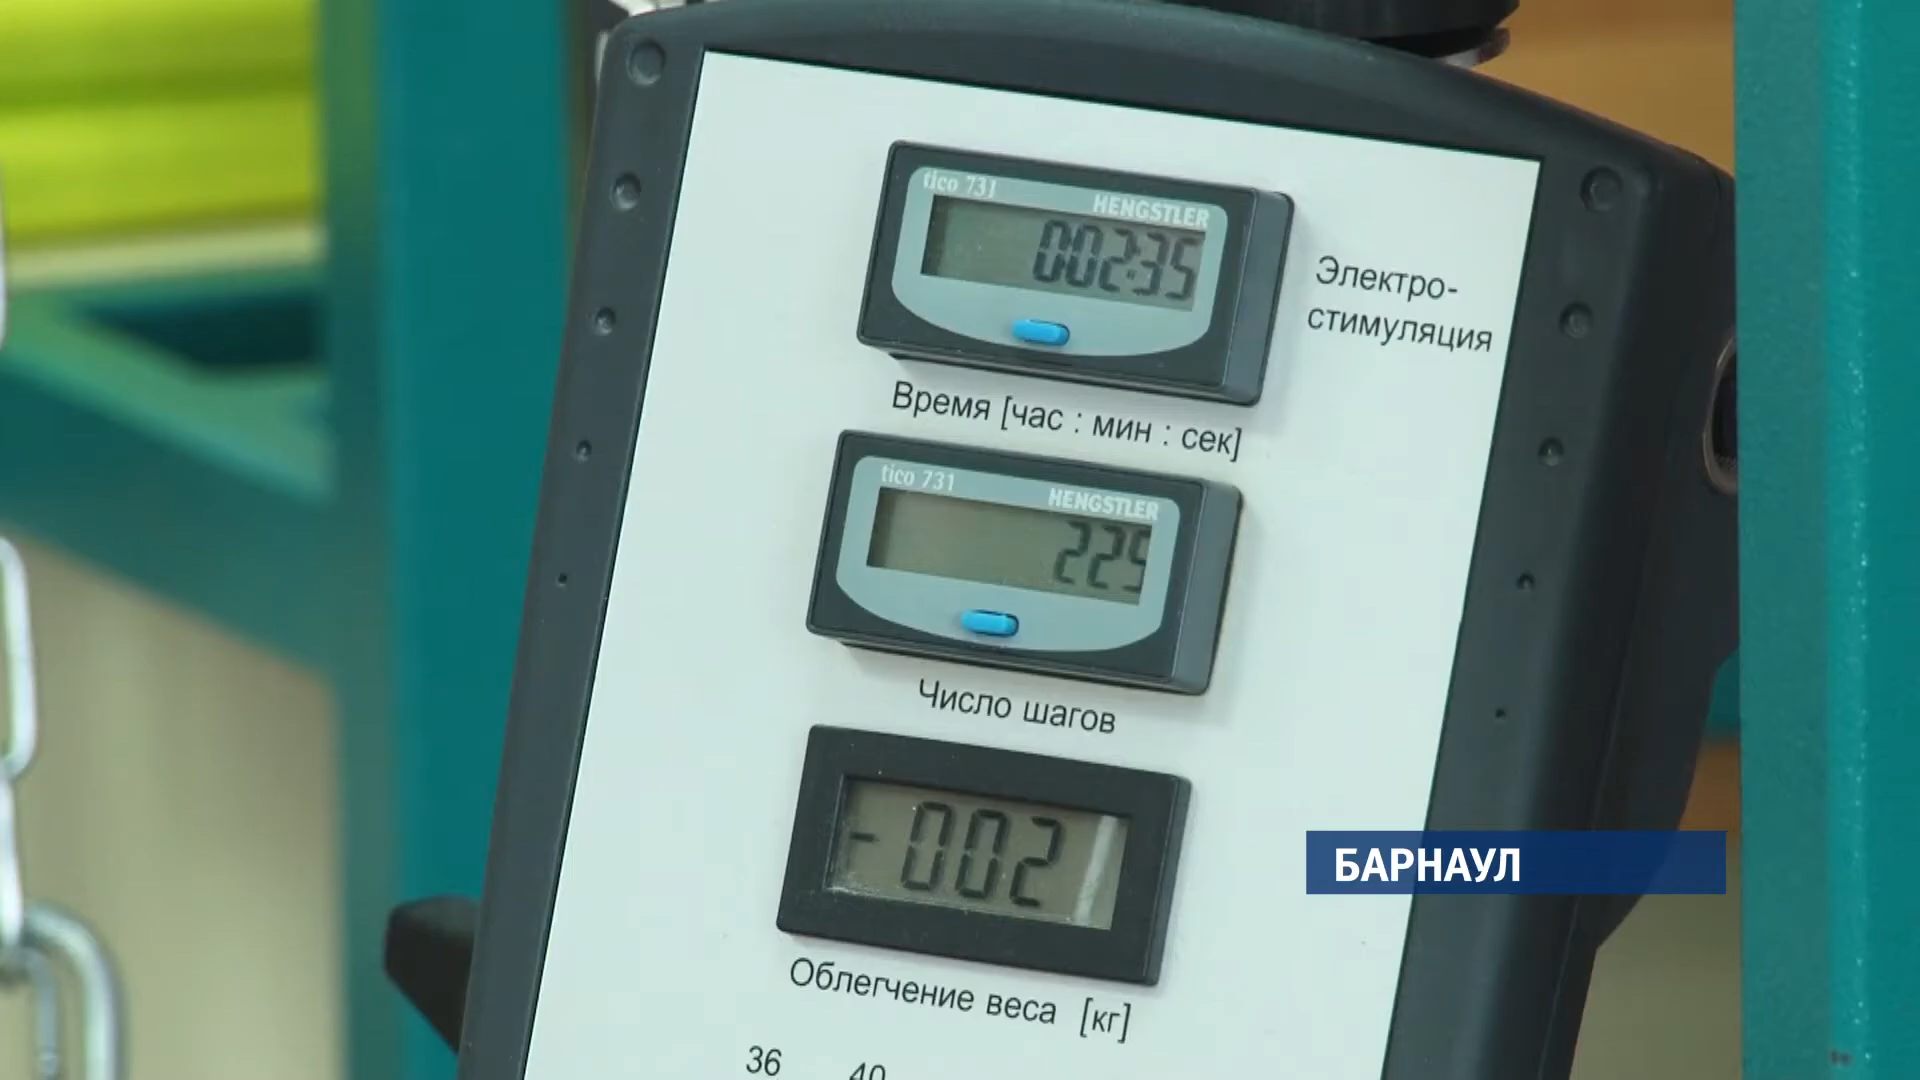 tico 731
HENGSTLER
002:35
Электро-
стимуляция
Время [час : мин : сек]
tico 731
HENGSTLER
225
Число шагов
-002
БАРНАУЛ
Облегчение веса [кг]
36 40